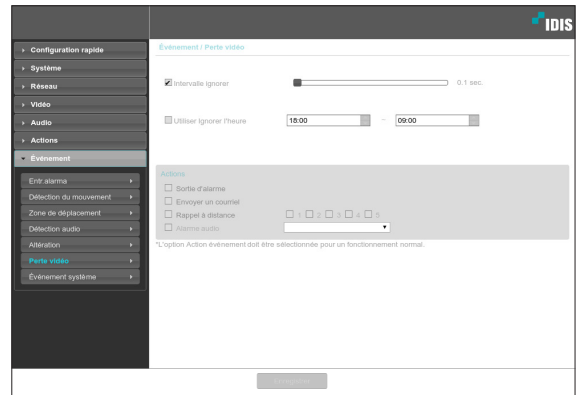 IDIS
Configuration rapide
Système
Réseau
Vidéo
Audio
Actions
Événement
Entr.alarma
Détection du mouvement
Zone de déplacement
Détection audio
Altération
Perte vidéo
Événement système
Événement / Perte vidéo
Intervalle ignorer 0.1 sec.
Utiliser Ignorer l'heure 18:00 ~ 09:00
Actions
Sortie d'alarme
Envoyer un courriel
Rappel à distance 1 2 3 4 5
Alarme audio
*L'option Action événement doit être sélectionnée pour un fonctionnement normal.
Enregistrer